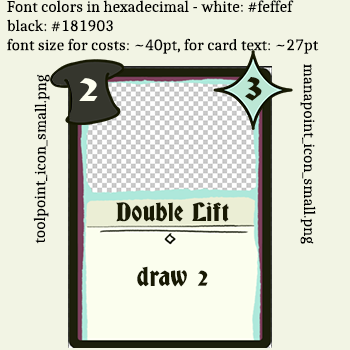 Font colors in hexadecimal - white: #feffef
black: #181903
font size for costs: ~40pt, for card text: ~27pt
toolpoint_icon_small.png
2
3
manapoint_icon_small.png
Double Lift
draw 2